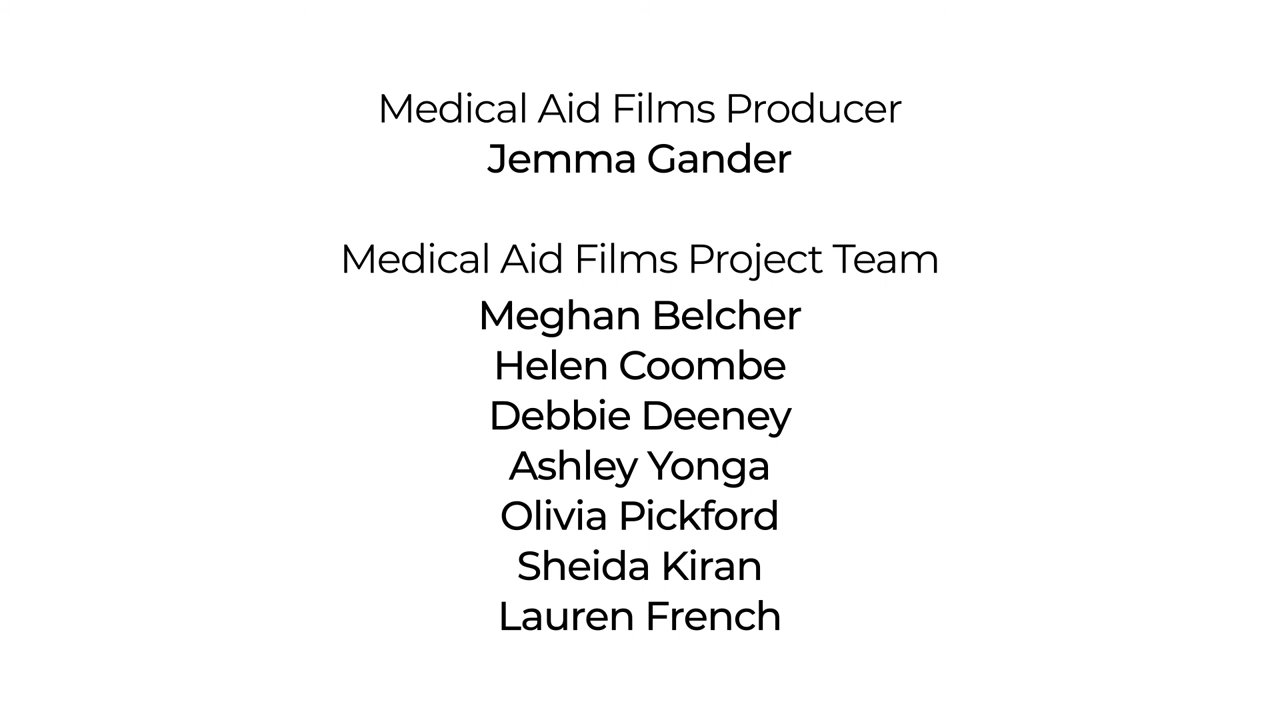 Medical Aid Films Producer
Jemma Gander
Medical Aid Films Project Team
Meghan Belcher
Helen Coombe
Debbie Deeney
Ashley Yonga
Olivia Pickford
Sheida Kiran
Lauren French